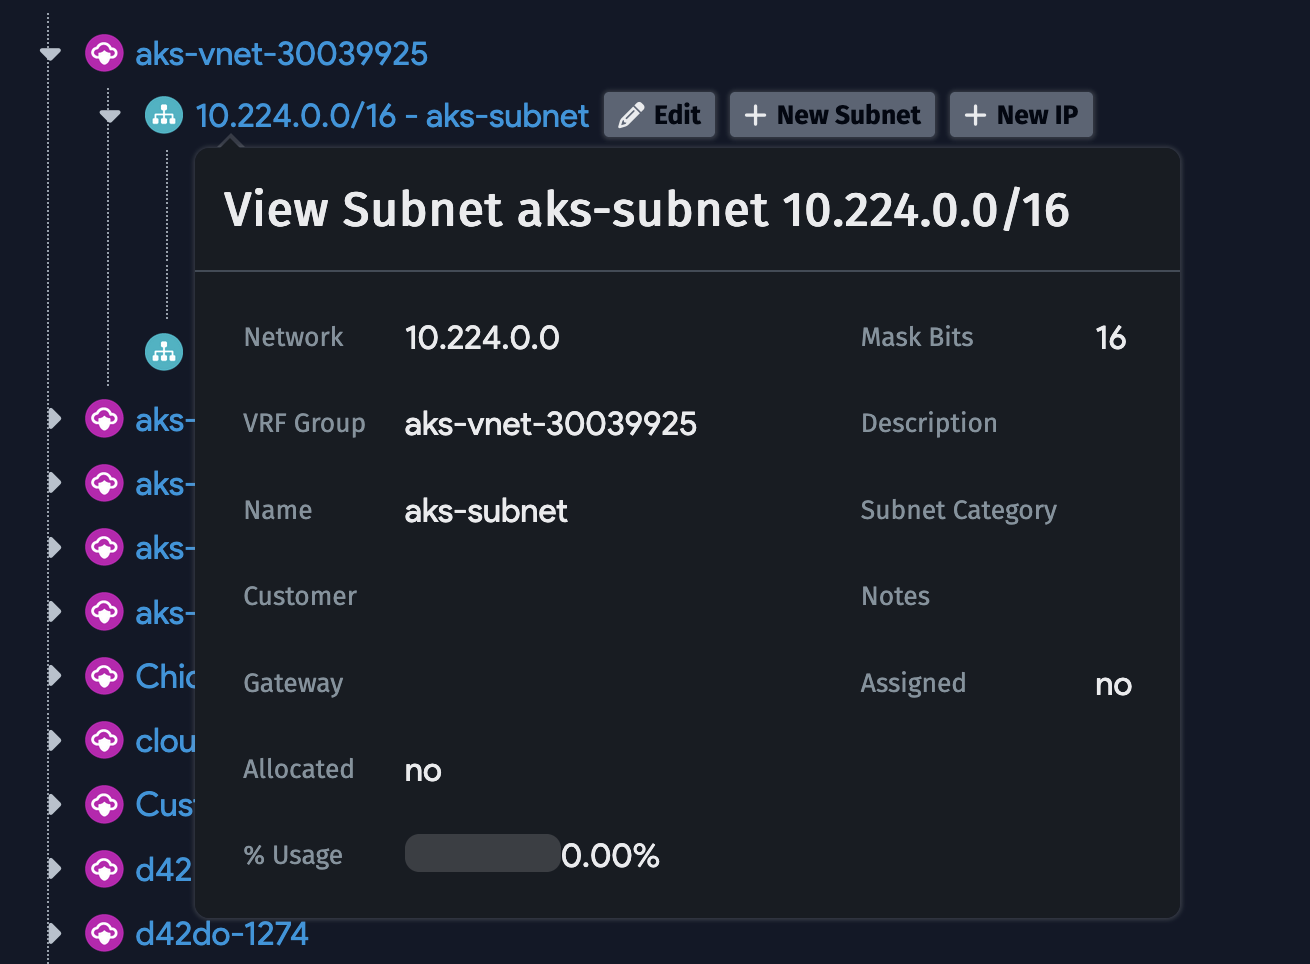 aks-vnet-30039925
10.224.0.0/16 - aks-subnet Edit + New Subnet + New IP
View Subnet aks-subnet 10.224.0.0/16
Network 10.224.0.0 Mask Bits 16
VRF Group aks-vnet-30039925 Description
Name aks-subnet Subnet Category
Customer Notes
Gateway Assigned no
Allocated no
% Usage 0.00%
aks-
aks-
aks-
aks-
Chic
clou
Cust
d42
d42do-1274